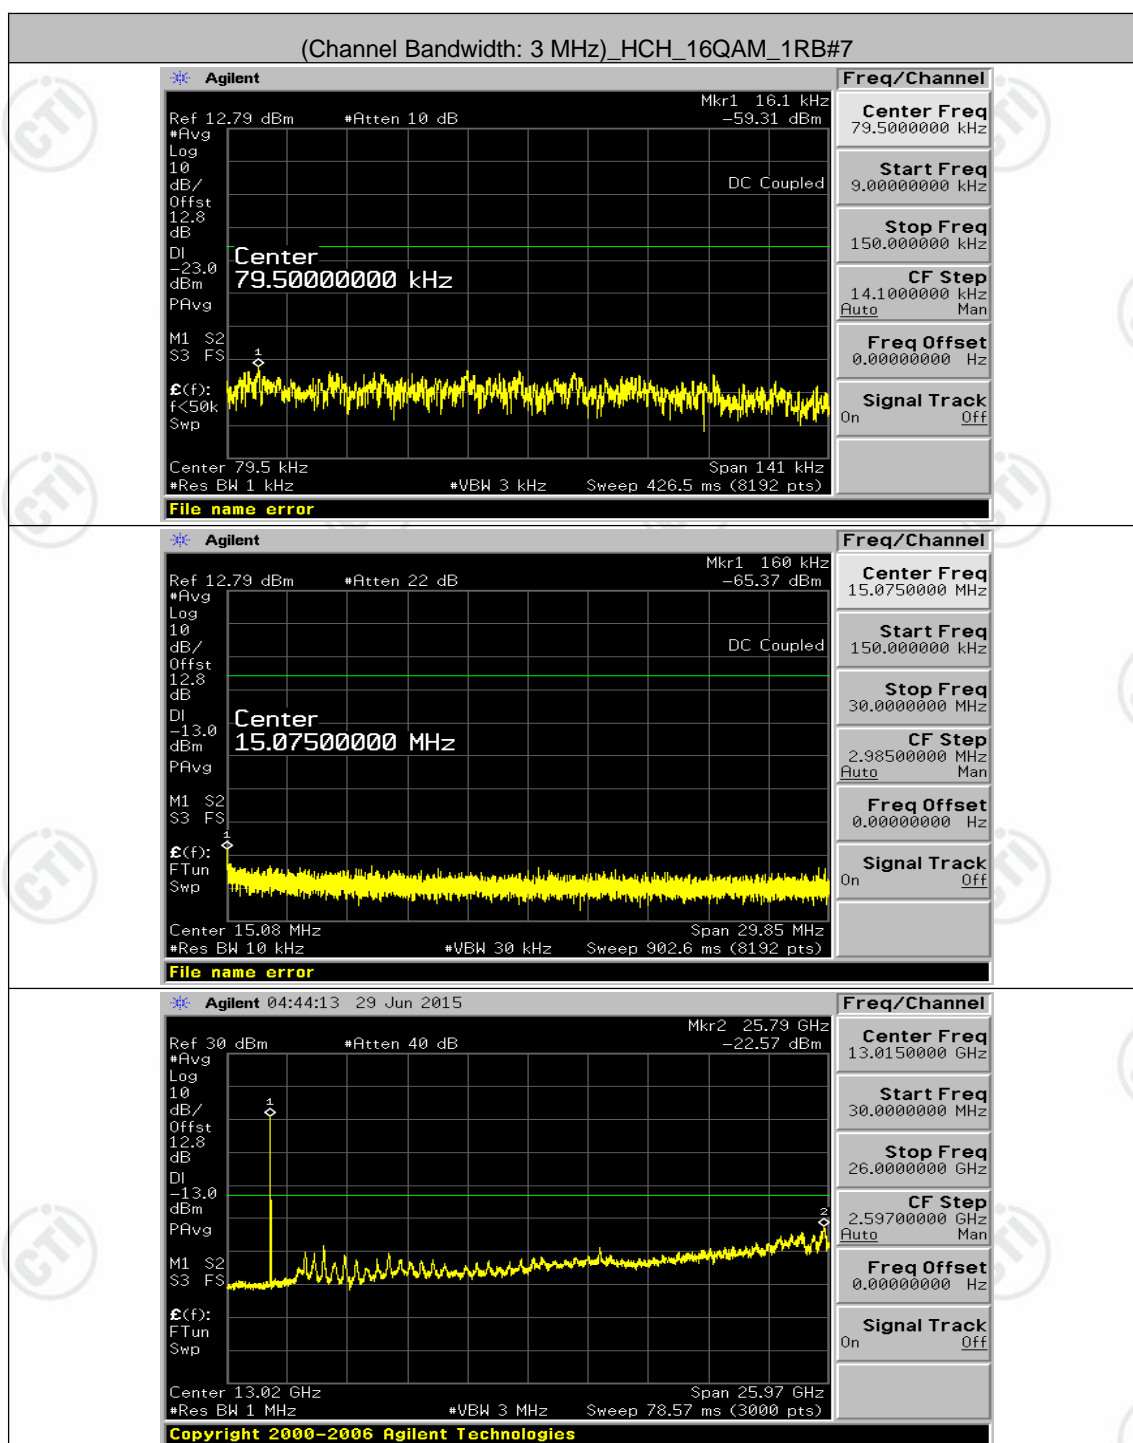 (Channel Bandwidth: 3 MHz)_HCH_16QAM_1RB#7
Agilent
Freq/Channel
Mkr1 16.1 kHz
Ref 12.79 dBm #Atten 10 dB -59.31 dBm
#Avg
Log
10
dB/
Offst
12.8
dB
DI
-23.0
dBm
PAvg
M1 S2
S3 FS
£(f):
f<50k
Swp
DC Coupled
Center
79.50000000 kHz
1
Center 79.5 kHz Span 141 kHz
#Res BW 1 kHz #VBW 3 kHz Sweep 426.5 ms (8192 pts)
File name error
Center Freq
79.5000000 kHz
Start Freq
9.00000000 kHz
Stop Freq
150.000000 kHz
CF Step
14.1000000 kHz
Auto Man
Freq Offset
0.00000000 Hz
Signal Track
On Off
Agilent
Freq/Channel
Mkr1 160 kHz
Ref 12.79 dBm #Atten 22 dB -65.37 dBm
#Avg
Log
10
dB/
Offst
12.8
dB
DI
-13.0
dBm
PAvg
M1 S2
S3 FS
£(f):
FTun
Swp
DC Coupled
Center
15.07500000 MHz
1
Center 15.08 MHz Span 29.85 MHz
#Res BW 10 kHz #VBW 30 kHz Sweep 902.6 ms (8192 pts)
File name error
Center Freq
15.0750000 MHz
Start Freq
150.000000 kHz
Stop Freq
30.0000000 MHz
CF Step
2.98500000 MHz
Auto Man
Freq Offset
0.00000000 Hz
Signal Track
On Off
Agilent 04:44:13 29 Jun 2015
Freq/Channel
Mkr2 25.79 GHz
Ref 30 dBm #Atten 40 dB -22.57 dBm
#Avg
Log
10
dB/
Offst
12.8
dB
DI
-13.0
dBm
PAvg
M1 S2
S3 FS
£(f):
FTun
Swp
1
2
Center 13.02 GHz Span 25.97 GHz
#Res BW 1 MHz #VBW 3 MHz Sweep 78.57 ms (3000 pts)
Copyright 2000-2006 Agilent Technologies
Center Freq
13.0150000 GHz
Start Freq
30.0000000 MHz
Stop Freq
26.0000000 GHz
CF Step
2.59700000 GHz
Auto Man
Freq Offset
0.00000000 Hz
Signal Track
On Off
CTI
CTI
CTI
CTI